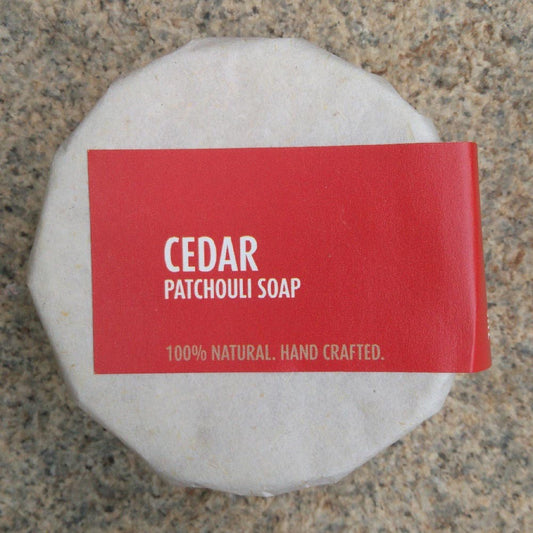 CEDAR
PATCHOULI SOAP
100% NATURAL. HAND CRAFTED.